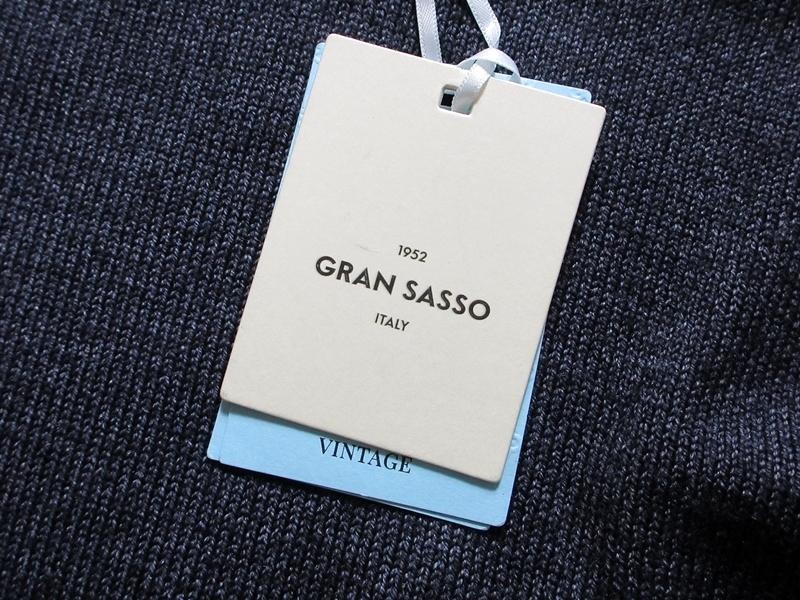 1952
GRAN SASSO
ITALY
VINTAGE